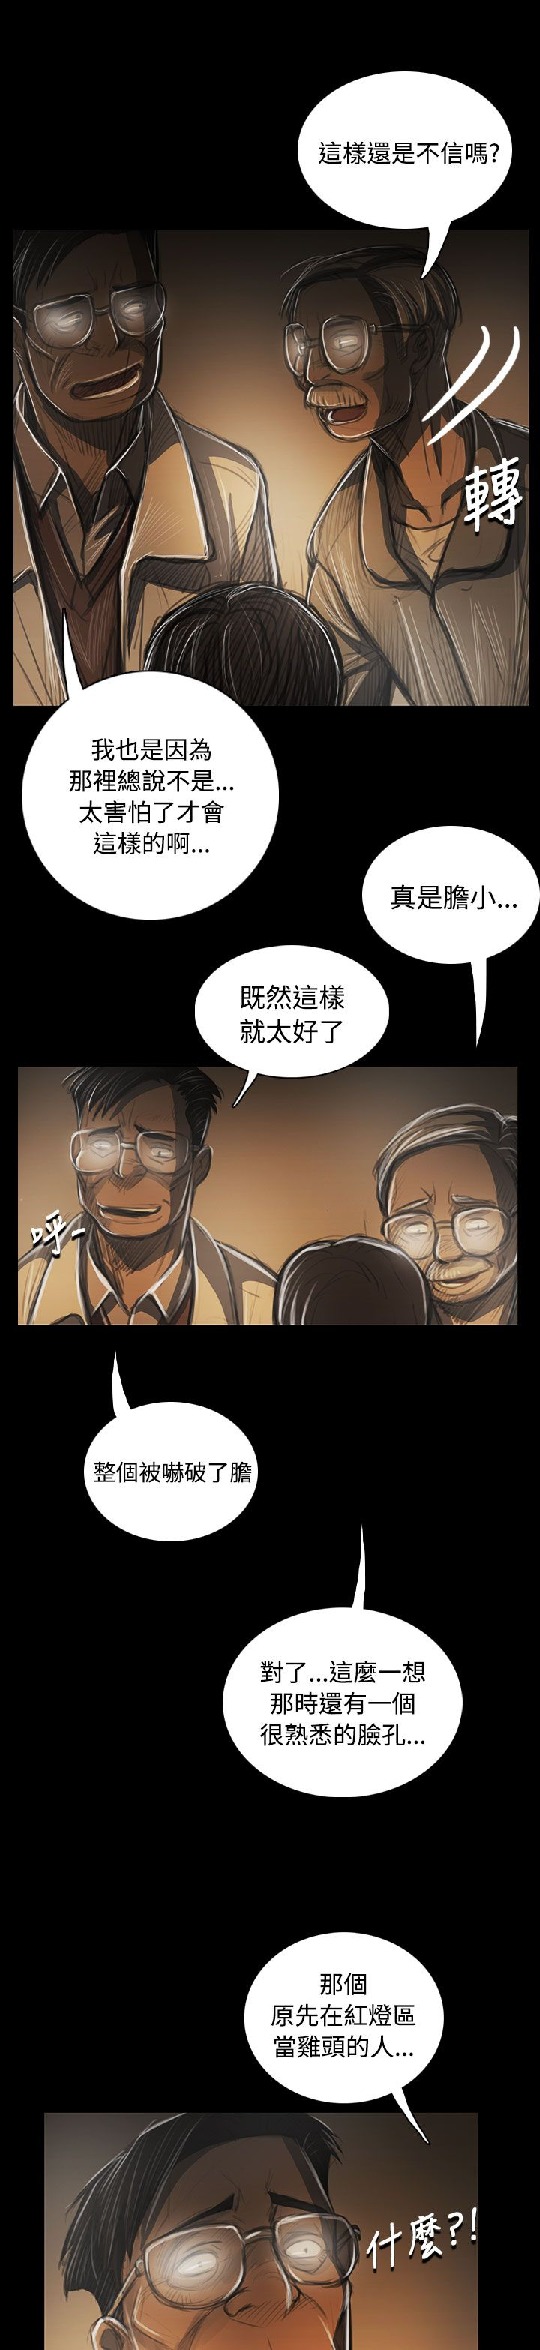 這樣還是不信嗎?
轉
我也是因為
那裡總說不是...
太害怕了才會
這樣的啊...
真是膽小...
既然這樣
就太好了
呼~
整個被嚇破了膽
對了...這麼一想
那時還有一個
很熟悉的臉孔...
那個
原先在紅燈區
當雞頭的人...
什麼?!